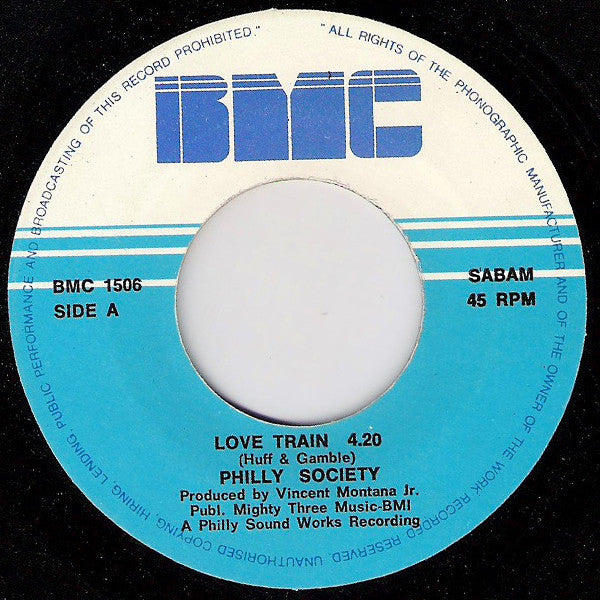 "ALL RIGHTS OF THE PHONOGRAPHIC MANUFACTURER AND OF THE OWNER OF THE WORK RECORDED RESERVED. UNAUTHORISED COPYING, HIRING, LENDING, PUBLIC PERFORMANCE AND BROADCASTING OF THIS RECORD PROHIBITED."
BMC
BMC 1506
SIDE A
SABAM
45 RPM
LOVE TRAIN 4.20
(Huff & Gamble)
PHILLY SOCIETY
Produced by Vincent Montana Jr.
Publ. Mighty Three Music-BMI
A Philly Sound Works Recording